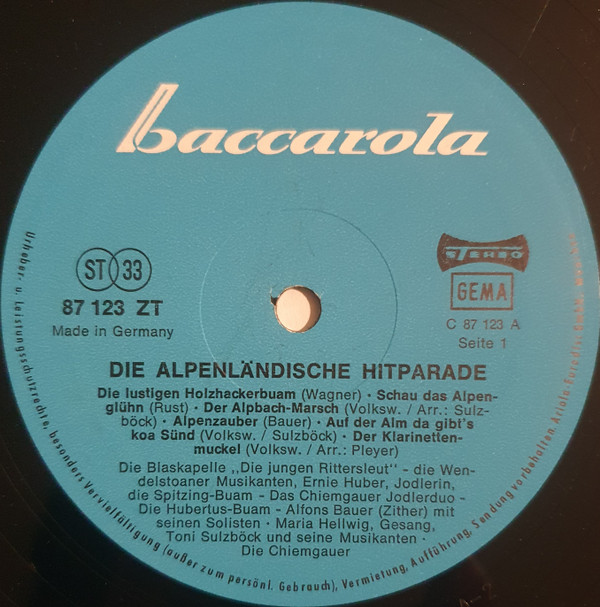 baccarola
ST 33
STEREO
GEMA
87 123 ZT
Made in Germany
C 87 123 A
Seite 1
DIE ALPENLÄNDISCHE HITPARADE
Die lustigen Holzhackerbuam (Wagner) · Schau das Alpen-
glühn (Rust) · Der Alpbach-Marsch (Volksw. / Arr.: Sulz-
böck) · Alpenzauber (Bauer) · Auf der Alm da gibt's
koa Sünd (Volksw. / Sulzböck) · Der Klarinetten-
muckel (Volksw. / Arr.: Pleyer)
Die Blaskapelle ,,Die jungen Rittersleut" - die Wen-
delstoaner Musikanten, Ernie Huber, Jodlerin,
die Spitzing-Buam - Das Chiemgauer Jodlerduo -
Die Hubertus-Buam - Alfons Bauer (Zither) mit
seinen Solisten · Maria Hellwig, Gesang,
Toni Sulzböck und seine Musikanten ·
Die Chiemgauer
Urheber- u. Leistungsschutzrechte, besonders Vervielfältigung (außer zum persönl. Gebrauch), Vermietung, Aufführung, Sendung vorbehalten. Ariola-Eurodisc GmbH.